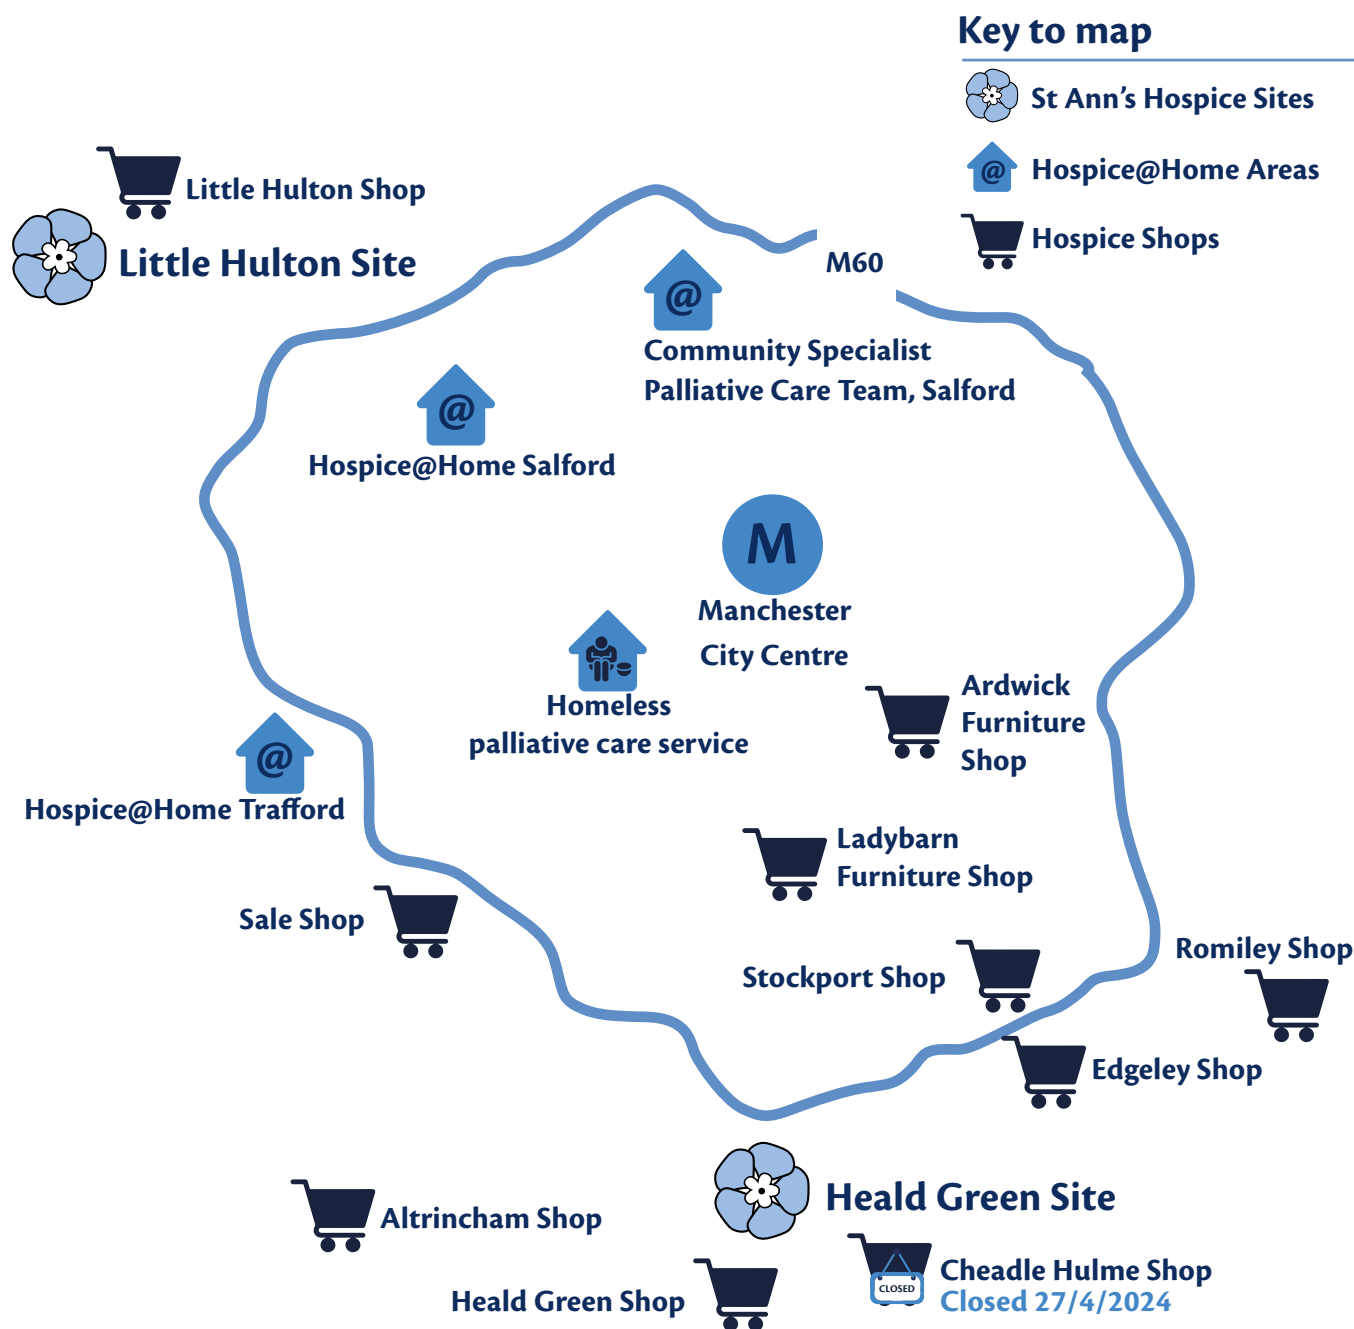 Key to map
St Ann’s Hospice Sites
@
Hospice@Home Areas
Hospice Shops
Little Hulton Shop
Little Hulton Site
M60
@
Community Specialist
Palliative Care Team, Salford
@
Hospice@Home Salford
M
Manchester
City Centre
Homeless
palliative care service
Ardwick
Furniture
Shop
@
Hospice@Home Trafford
Ladybarn
Furniture Shop
Sale Shop
Stockport Shop
Romiley Shop
Edgeley Shop
Heald Green Site
Altrincham Shop
Heald Green Shop
CLOSED
Cheadle Hulme Shop
Closed 27/4/2024